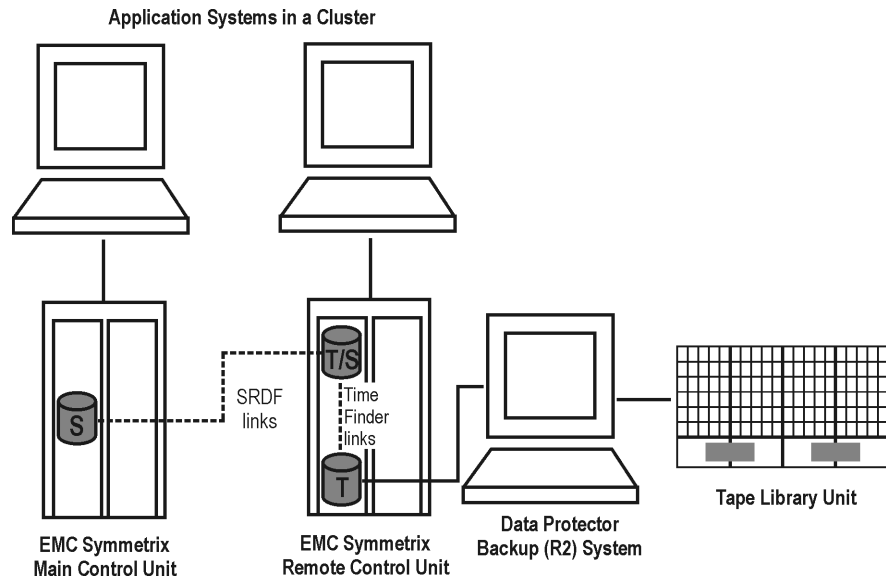 Application Systems in a Cluster
T/S
SRDF
links
Time
Finder
links
S
T
EMC Symmetrix
Main Control Unit
EMC Symmetrix
Remote Control Unit
Data Protector
Backup (R2) System
Tape Library Unit